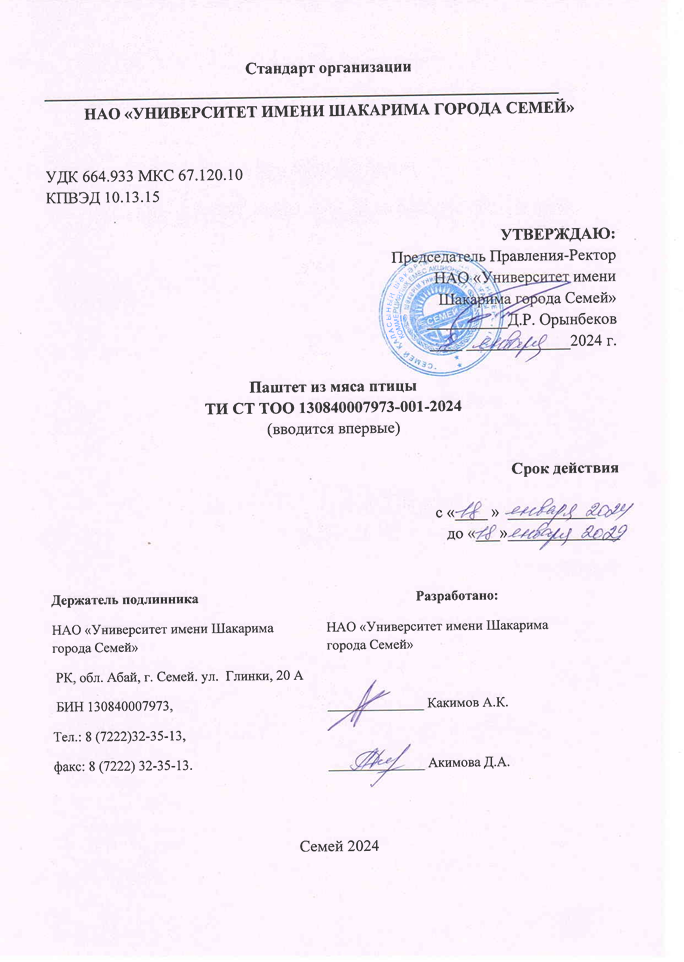 Стандарт организации
НАО «УНИВЕРСИТЕТ ИМЕНИ ШАКАРИМА ГОРОДА СЕМЕЙ»
УДК 664.933 МКС 67.120.10
КПВЭД 10.13.15
УТВЕРЖДАЮ:
Председатель Правления-Ректор
НАО «Университет имени
Шакарима города Семей»
Д.Р. Орынбеков
января 2024 г.
СЕМЕЙ
Паштет из мяса птицы
ТИ СТ ТОО 130840007973-001-2024
(вводится впервые)
Срок действия
с «18» января 2024
до «18» января 2029
Держатель подлинника
НАО «Университет имени Шакарима
города Семей»
РК, обл. Абай, г. Семей. ул. Глинки, 20 А
БИН 130840007973,
Тел.: 8 (7222)32-35-13,
факс: 8 (7222) 32-35-13.
Разработано:
НАО «Университет имени Шакарима
города Семей»
Какимов А.К.
Акимова Д.А.
Семей 2024